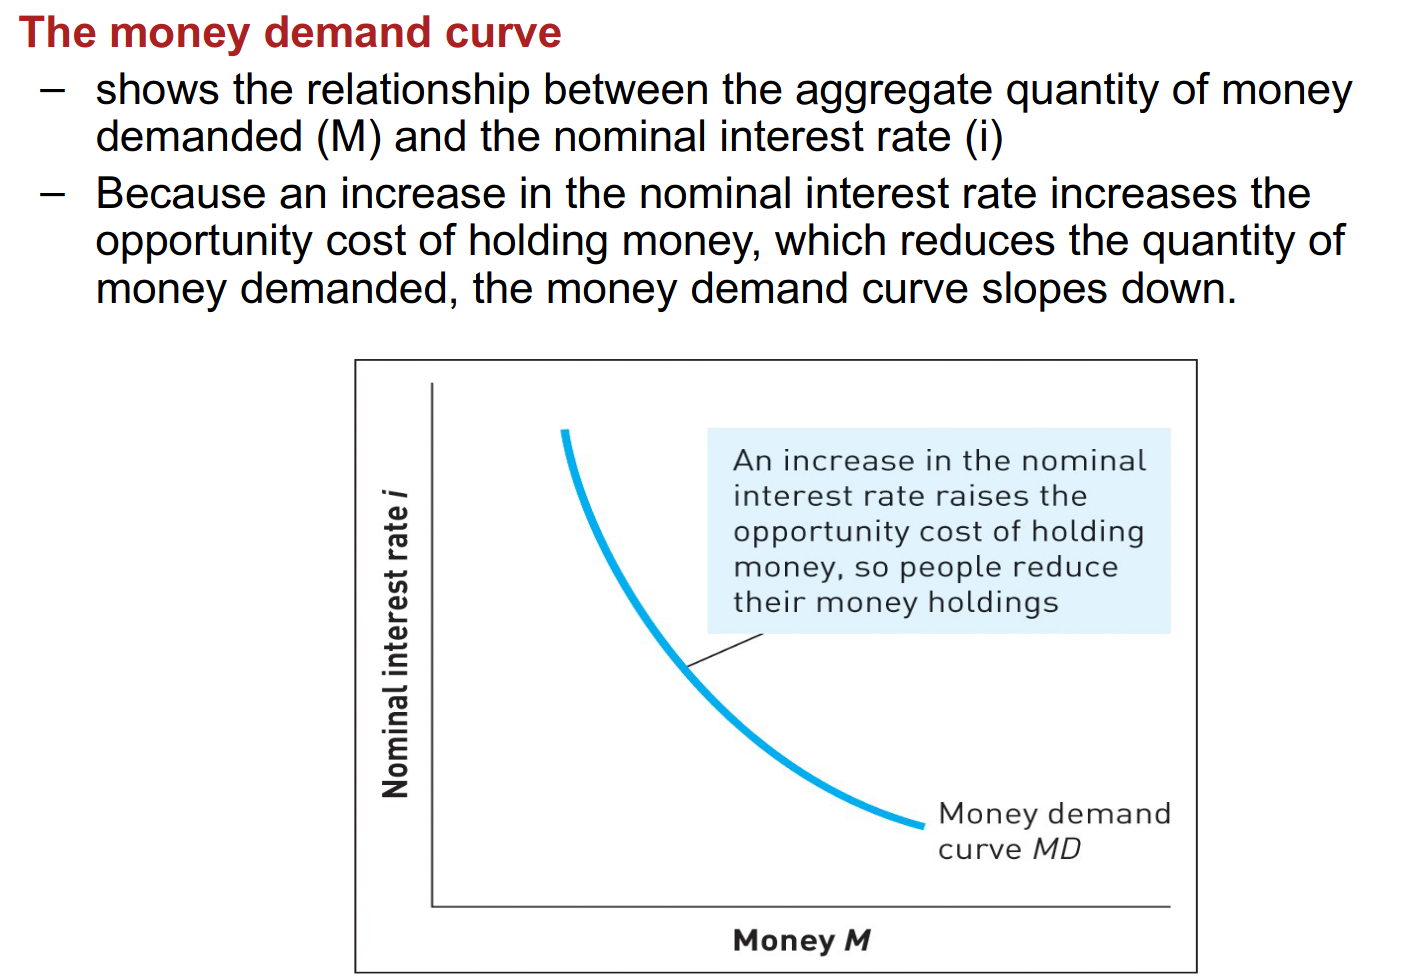 The money demand curve
– shows the relationship between the aggregate quantity of money
demanded (M) and the nominal interest rate (i)
– Because an increase in the nominal interest rate increases the
opportunity cost of holding money, which reduces the quantity of
money demanded, the money demand curve slopes down.
Nominal interest rate i
An increase in the nominal
interest rate raises the
opportunity cost of holding
money, so people reduce
their money holdings
Money demand
curve MD
Money M